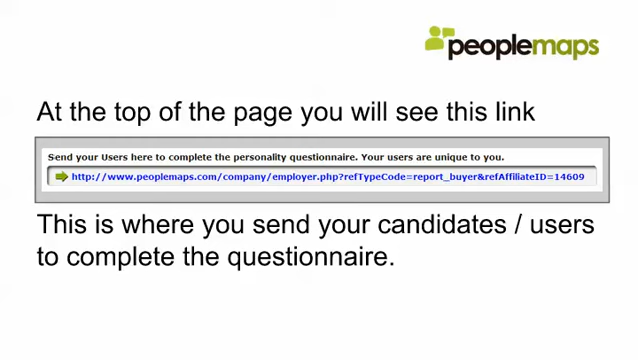 peoplemaps
At the top of the page you will see this link
Send your Users here to complete the personality questionnaire. Your users are unique to you.
http://www.peoplemaps.com/company/employer.php?refTypeCode=report_buyer&refAffiliateID=14609
This is where you send your candidates / users
to complete the questionnaire.